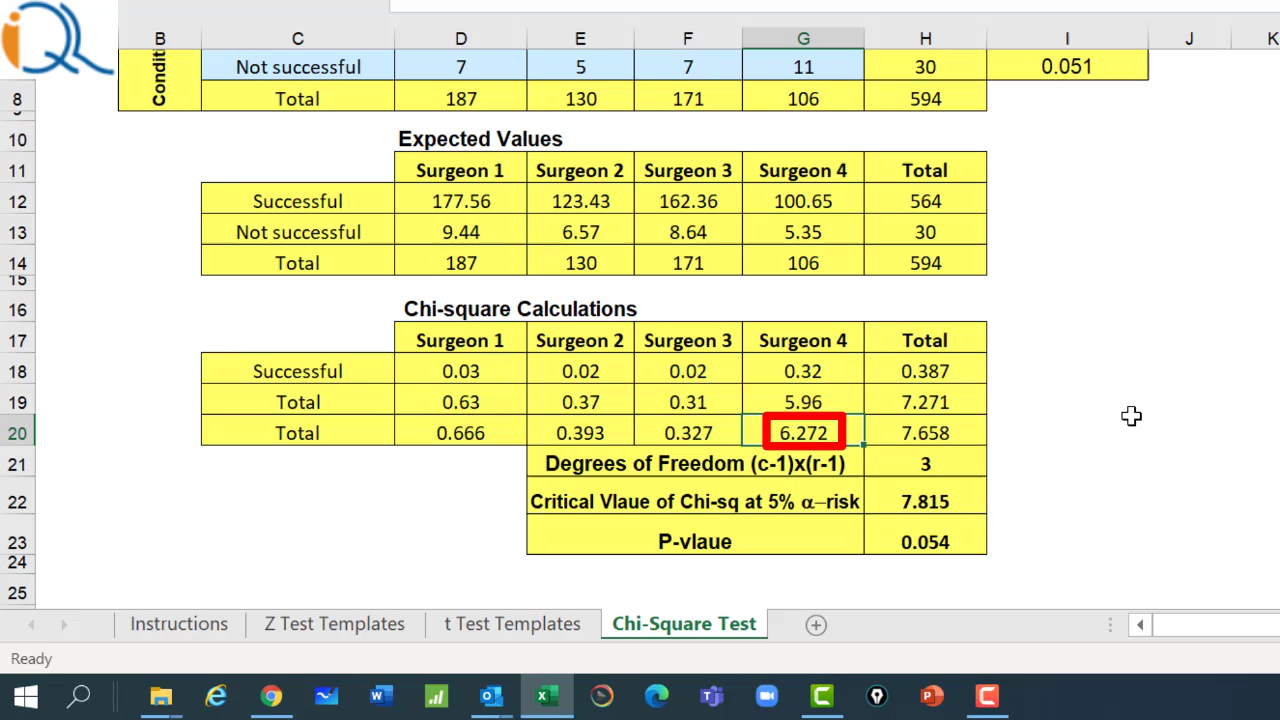 iQ
B C D E F G H I J K
Conditi
Not successful 7 5 7 11 30 0.051
8 Total 187 130 171 106 594
9
10 Expected Values
11 Surgeon 1 Surgeon 2 Surgeon 3 Surgeon 4 Total
12 Successful 177.56 123.43 162.36 100.65 564
13 Not successful 9.44 6.57 8.64 5.35 30
14 Total 187 130 171 106 594
15
16 Chi-square Calculations
17 Surgeon 1 Surgeon 2 Surgeon 3 Surgeon 4 Total
18 Successful 0.03 0.02 0.02 0.32 0.387
19 Total 0.63 0.37 0.31 5.96 7.271
20 Total 0.666 0.393 0.327 6.272 7.658
21 Degrees of Freedom (c-1)x(r-1) 3
22 Critical Vlaue of Chi-sq at 5% α–risk 7.815
23 P-vlaue 0.054
24
25
Instructions Z Test Templates t Test Templates Chi-Square Test
Ready